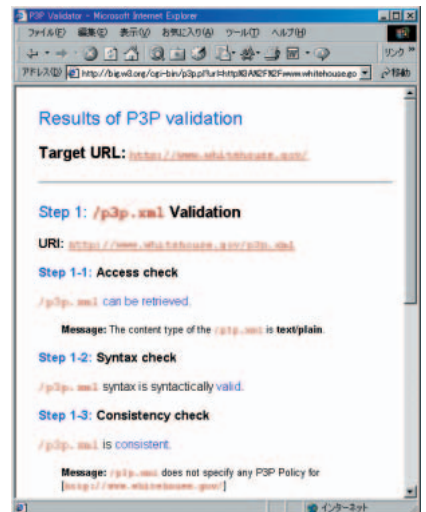 P3P Validator - Microsoft Internet Explorer
ファイル(F) 編集(E) 表示(V) お気に入り(A) ツール(T) ヘルプ(H)
リンク »
アドレス(D) http://big.w3.org/cgi-bin/p3p.pl?uri=http%3A%2F%2Fwww.whitehouse.go 移動
Results of P3P validation
Target URL: http://www.whitehouse.gov/
Step 1: /p3p.xml Validation
URI: http://www.whitehouse.gov/p3p.xml
Step 1-1: Access check
/p3p.xml can be retrieved.
Message: The content type of the /p3p.xml is text/plain.
Step 1-2: Syntax check
/p3p.xml syntax is syntactically valid.
Step 1-3: Consistency check
/p3p.xml is consistent.
Message: /p3p.xml does not specify any P3P Policy for
[http://www.whitehouse.gov/]
インターネット